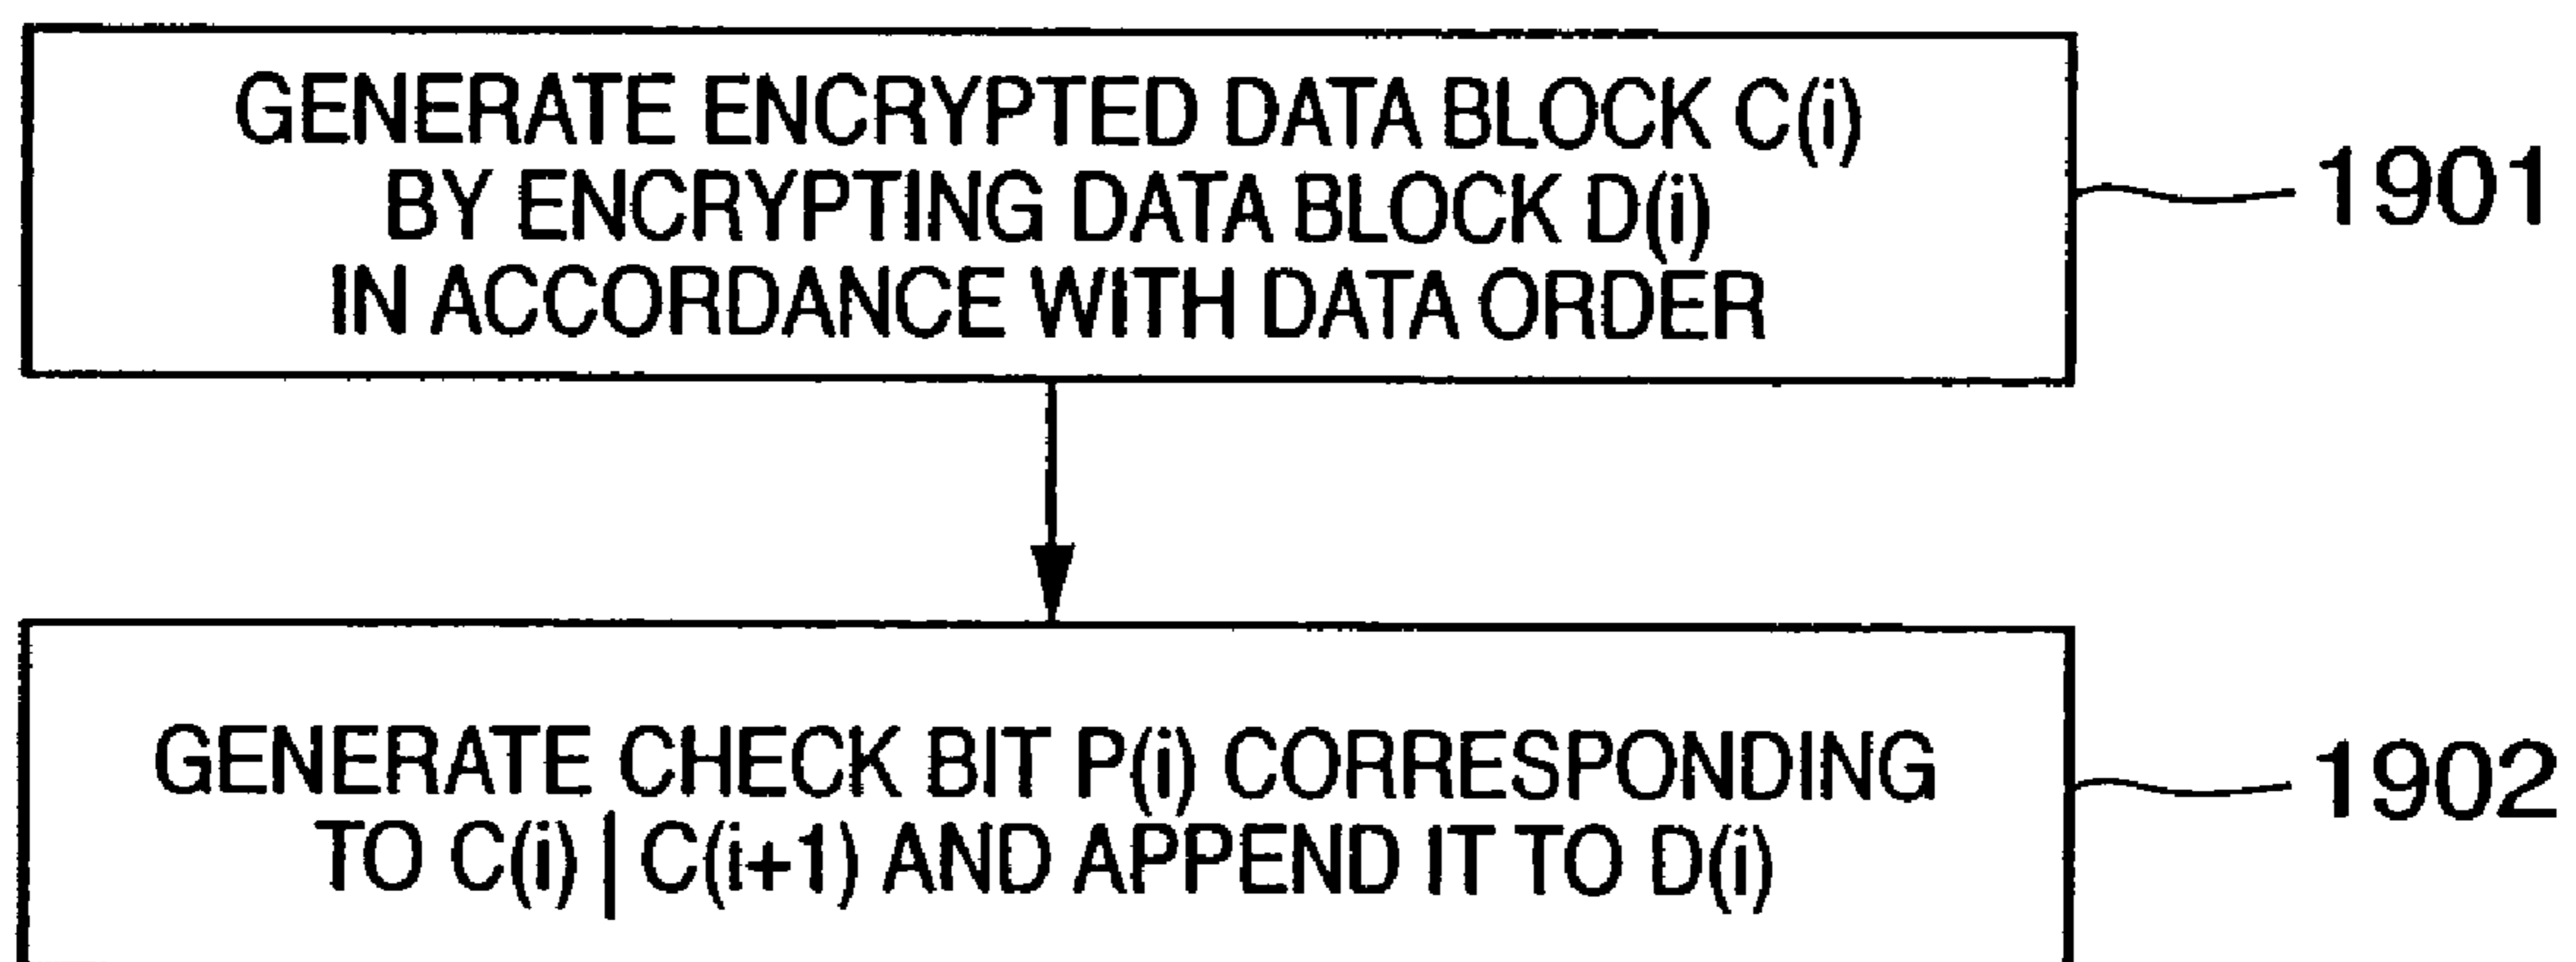 GENERATE ENCRYPTED DATA BLOCK C(i)
BY ENCRYPTING DATA BLOCK D(i)
IN ACCORDANCE WITH DATA ORDER
1901
GENERATE CHECK BIT P(i) CORRESPONDING
TO C(i) | C(i+1) AND APPEND IT TO D(i)
1902